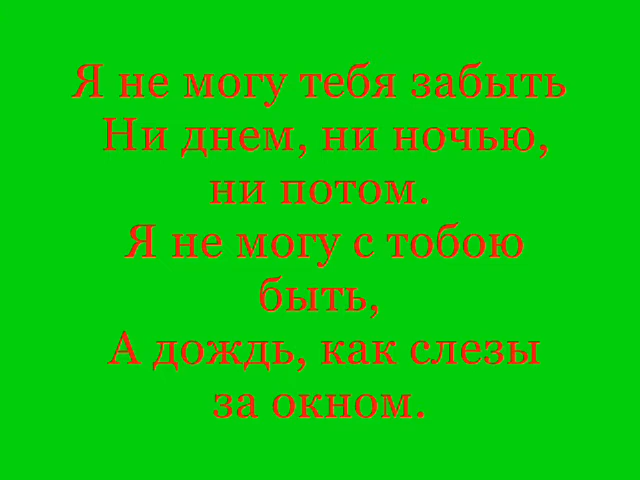 Я не могу тебя забыть
Ни днем, ни ночью,
ни потом.
Я не могу с тобою
быть,
А дождь, как слезы
за окном.